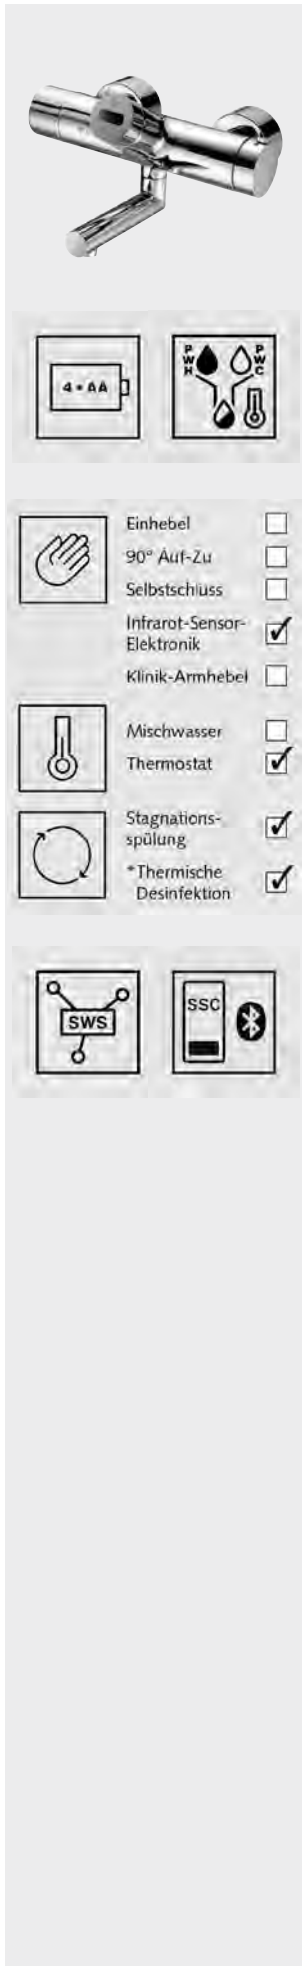 4 * AA
PWH PWC
Einhebel
90° Auf-Zu
Selbstschluss
Infrarot-Sensor-
Elektronik
Klinik-Armhebel
Mischwasser
Thermostat
Stagnations-
spülung
*Thermische
Desinfektion
SWS
SSC